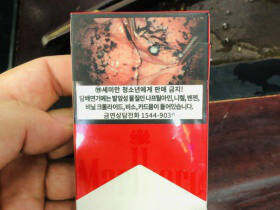 ⑲세미만 청소년에게 판매 금지!
담배연기에는 발암성 물질인 나프틸아민, 니켈, 벤젠,
비닐 크롤라이드, 비소, 카드뮴이 들어있습니다.
금연상담전화 1544-9030